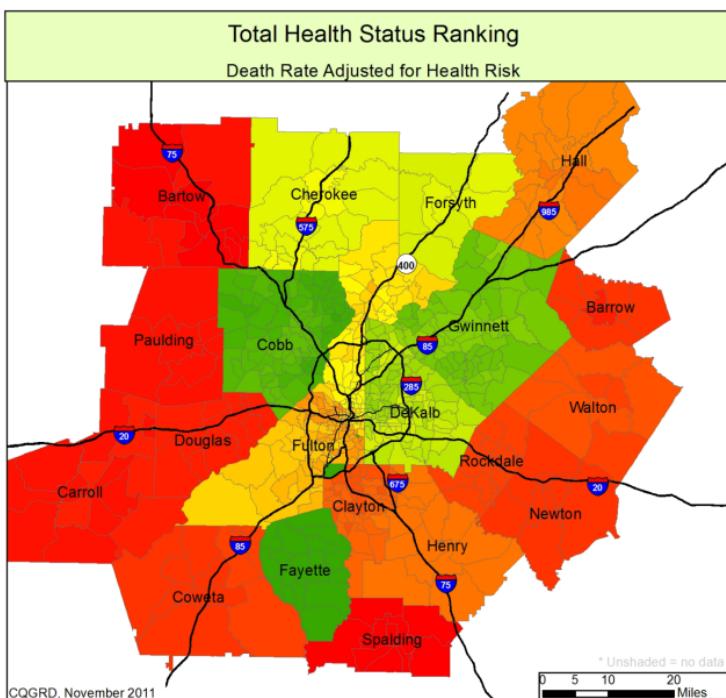 Total Health Status Ranking
Death Rate Adjusted for Health Risk
75
Bartow
Cherokee
575
Forsyth
Hall
985
400
Barrow
Paulding
Cobb
Gwinnett
85
285
DeKalb
Walton
20
Douglas
Fulton
Rockdale
Carroll
675
20
Clayton
Newton
85
Henry
Fayette
75
Coweta
Spalding
* Unshaded = no data
0 5 10 20
Miles
CQGRD, November 2011